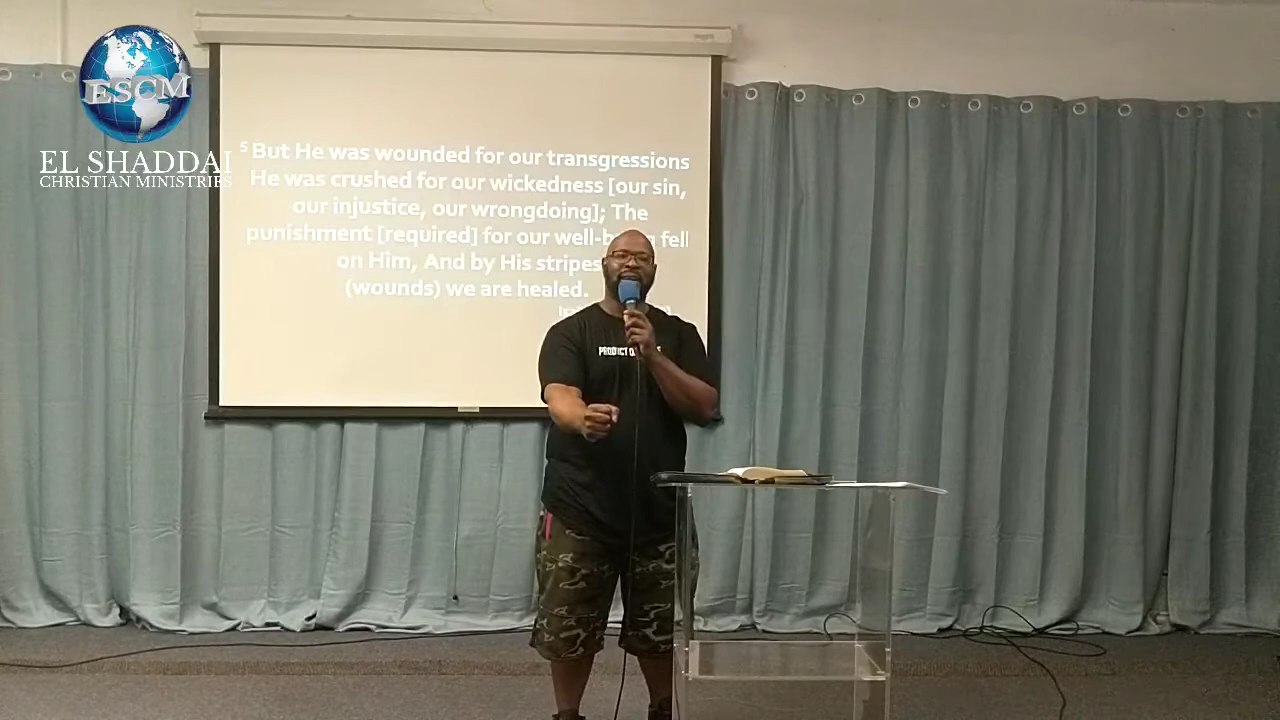 ESCM
EL SHADDAI
CHRISTIAN MINISTRIES
5 But He was wounded for our transgressions
He was crushed for our wickedness [our sin,
our injustice, our wrongdoing]; The
punishment [required] for our well- fell
on Him, And by His stripes
(wounds) we are healed.